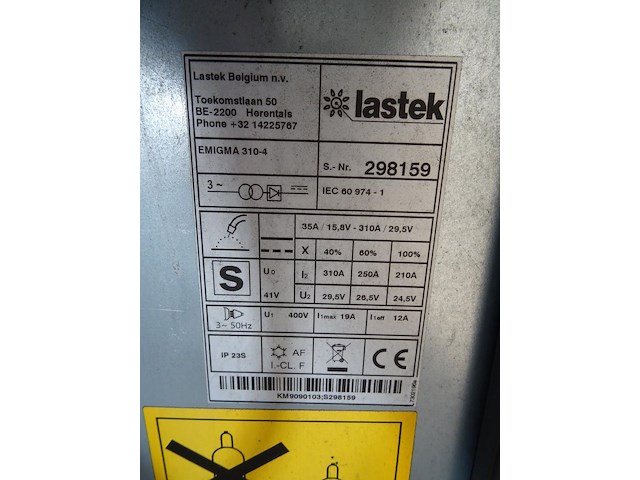 Lastek Belgium n.v.
Toekomstlaan 50
BE-2200 Herentals
Phone +32 14225767
lastek
EMIGMA 310-4
S.- Nr. 298159
3 ~
IEC 60 974 - 1
35A / 15,8V - 310A / 29,5V
X 40% 60% 100%
S
U0 41V
I2 310A 250A 210A
U2 29,5V 26,5V 24,5V
3~ 50Hz
U1 400V
I1max 19A
I1eff 12A
IP 23S
AF
I.-CL. F
CE
KM9090103;S298159